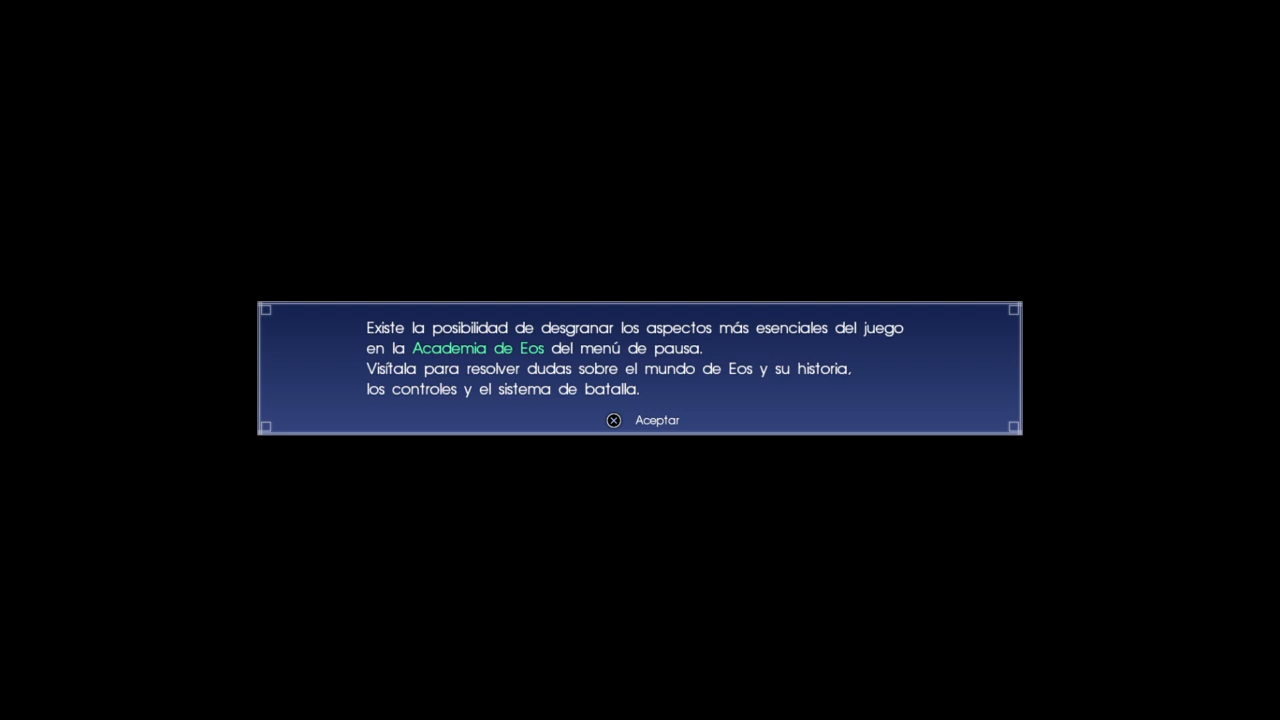 Existe la posibilidad de desgranar los aspectos más esenciales del juego
en la Academia de Eos del menú de pausa.
Visítala para resolver dudas sobre el mundo de Eos y su historia,
los controles y el sistema de batalla.
Aceptar